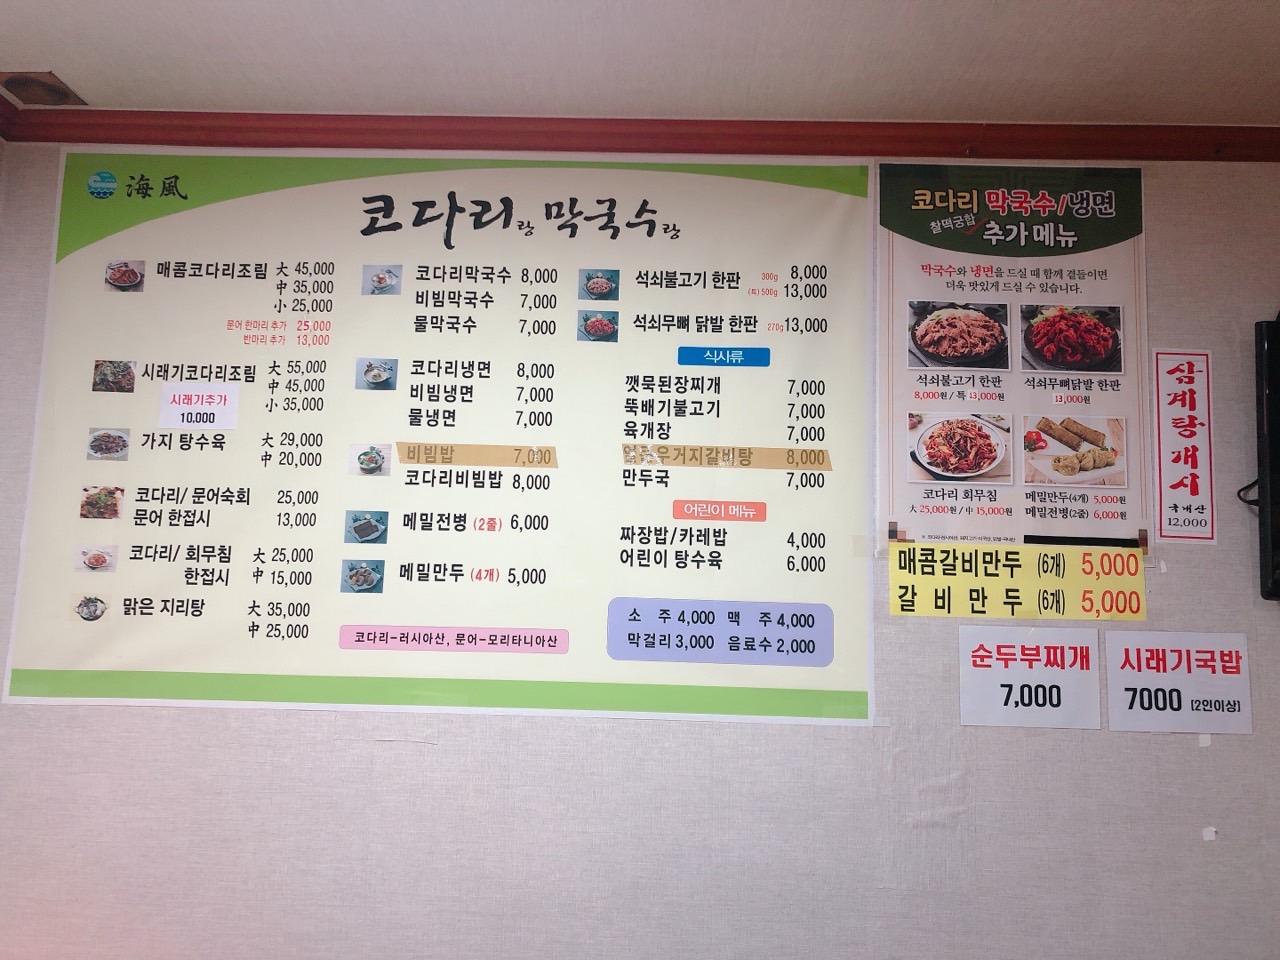 海風
코다리랑 막국수랑
매콤코다리조림 大 45,000
中 35,000
小 25,000
문어 한마리 추가 25,000
반마리 추가 13,000
시래기코다리조림 大 55,000
中 45,000
小 35,000
시래기추가
10,000
가지 탕수육 大 29,000
中 20,000
코다리/ 문어숙회 25,000
문어 한접시 13,000
코다리/ 회무침 大 25,000
한접시 中 15,000
맑은 지리탕 大 35,000
中 25,000
코다리막국수 8,000
비빔막국수 7,000
물막국수 7,000
코다리냉면 8,000
비빔냉면 7,000
물냉면 7,000
비빔밥 7,000
코다리비빔밥 8,000
메밀전병 (2줄) 6,000
메밀만두 (4개) 5,000
코다리-러시아산, 문어-모리타니아산
석쇠불고기 한판 300g 8,000
(특) 500g 13,000
석쇠무뼈 닭발 한판 270g 13,000
식사류
깻묵된장찌개 7,000
뚝배기불고기 7,000
육개장 7,000
우거지갈비탕 8,000
만두국 7,000
어린이 메뉴
짜장밥/카레밥 4,000
어린이 탕수육 6,000
소 주 4,000 맥 주 4,000
막걸리 3,000 음료수 2,000
코다리 막국수/냉면
찰떡궁합 추가 메뉴
막국수와 냉면을 드실 때 함께 곁들이면
더욱 맛있게 드실 수 있습니다.
석쇠불고기 한판
8,000원 / 특 13,000원
석쇠무뼈닭발 한판
13,000원
코다리 회무침
大 25,000원 / 中 15,000원
메밀만두(4개) 5,000원
메밀전병(2줄) 6,000원
매콤갈비만두 (6개) 5,000
갈 비 만 두 (6개) 5,000
순두부찌개
7,000
시래기국밥
7000 [2인이상]
삼계탕개시
국내산
12,000